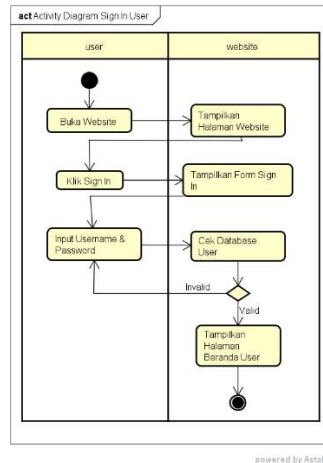 act Activity Diagram Sign In User
user
website
Buka Website
Tampilkan
Halaman Website
Klik Sign In
Tampilkan Form Sign
In
Input Username &
Password
Cek Database
User
Invalid
Valid
Tampilkan
Halaman
Beranda User
powered by Astah